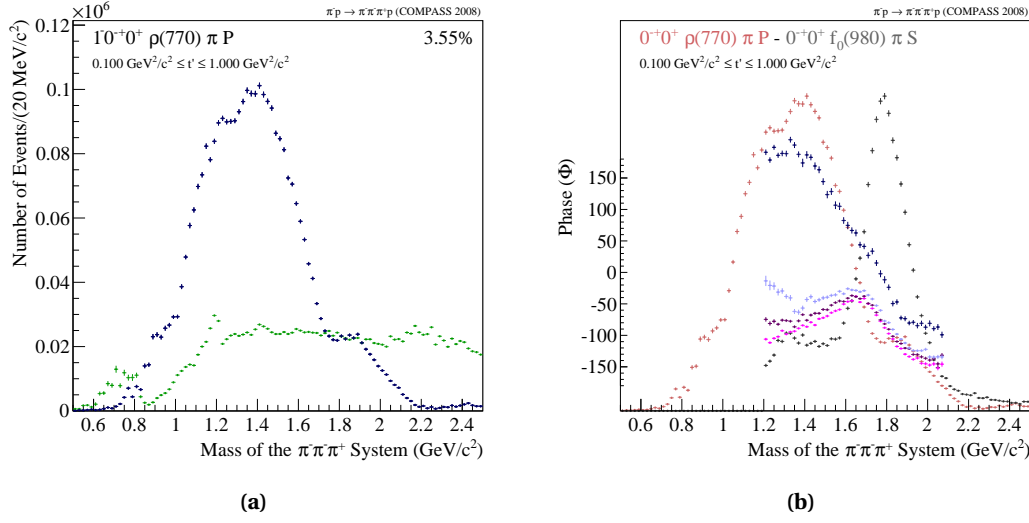 π⁻p → π⁻π⁻π⁺p (COMPASS 2008)
×10⁶
1⁻0⁻⁺0⁺ ρ(770) π P 3.55%
0.100 GeV²/c² ≤ t' ≤ 1.000 GeV²/c²
Number of Events/(20 MeV/c²)
0.12
0.1
0.08
0.06
0.04
0.02
0
0.6 0.8 1 1.2 1.4 1.6 1.8 2 2.2 2.4
Mass of the π⁻π⁻π⁺ System (GeV/c²)
(a)
π⁻p → π⁻π⁻π⁺p (COMPASS 2008)
0⁻⁺0⁺ ρ(770) π P - 0⁻⁺0⁺ f₀(980) π S
0.100 GeV²/c² ≤ t' ≤ 1.000 GeV²/c²
Phase (Φ)
150
100
50
0
-50
-100
-150
0.6 0.8 1 1.2 1.4 1.6 1.8 2 2.2 2.4
Mass of the π⁻π⁻π⁺ System (GeV/c²)
(b)